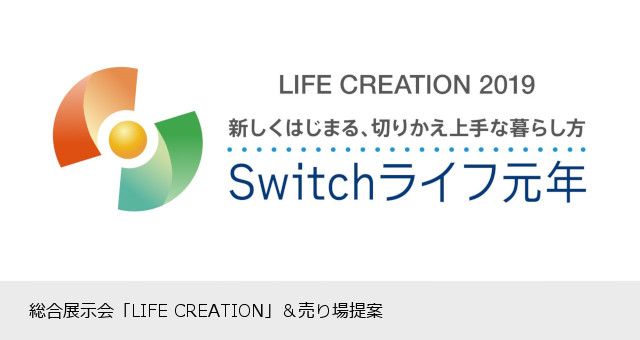 LIFE CREATION 2019
新しくはじまる、切りかえ上手な暮らし方
Switchライフ元年
総合展示会「LIFE CREATION」＆売り場提案